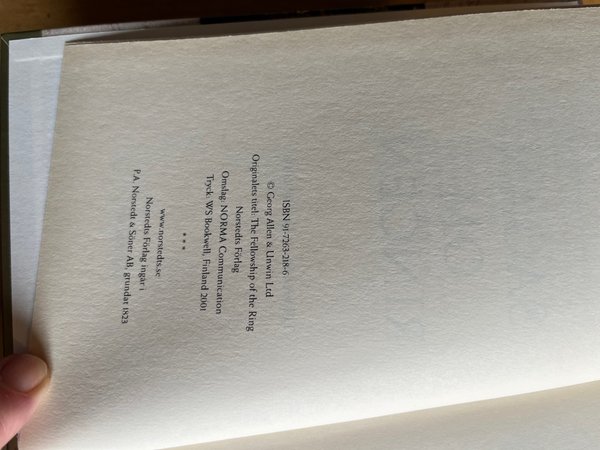 ISBN 91-7263-218-6
© Georg Allen & Unwin Ltd
Originalets titel: The Fellowship of the Ring
Norstedts Förlag
Omslag: NORMA Communication
Tryck: WS Bookwell, Finland 2001
***
www.norstedts.se
Norstedts Förlag ingår i
P.A. Norstedt & Söner AB, grundat 1823